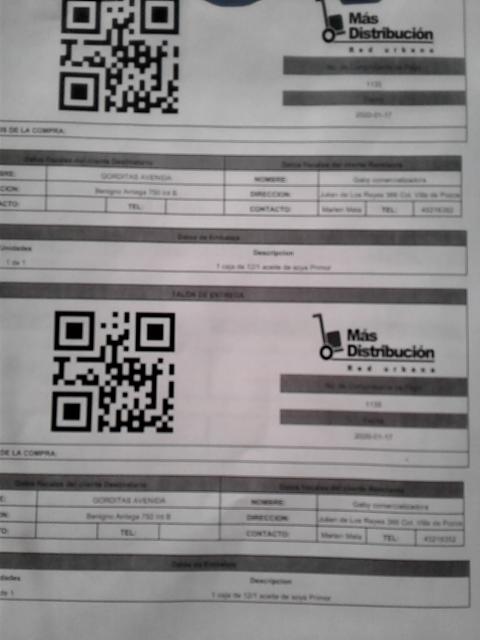 Más
Distribución
Red urbana
No. de Comprobante de Pago
1135
Fecha
2020-01-17
IS DE LA COMPRA:
Datos fiscales del cliente Destinatario
Datos fiscales del cliente Remitente
BRE: GORDITAS AVENIDA
NOMBRE: Gaby comercializadora
CION: Benigno Arriaga 750 Int B
DIRECCION: Julian de Los Reyes 366 Col. Villa de Pozos
ACTO: TEL:
CONTACTO: Marlen Mata TEL:
Datos de Embalaje
Unidades Descripcion
1 de 1 1 caja de 12/1 aceite de soya Primor
TALON DE ENTREGA
Más
Distribución
Red urbana
No. de Comprobante de Pago
1135
Fecha
2020-01-17
DE LA COMPRA:
Datos fiscales del cliente Destinatario
Datos fiscales del cliente Remitente
E: GORDITAS AVENIDA
NOMBRE: Gaby comercializadora
ON: Benigno Arriaga 750 Int B
DIRECCION: Julian de Los Reyes 366 Col. Villa de Pozos
TO: TEL:
CONTACTO: Marlen Mata TEL:
Datos de Embalaje
dades Descripcion
de 1 1 caja de 12/1 aceite de soya Primor